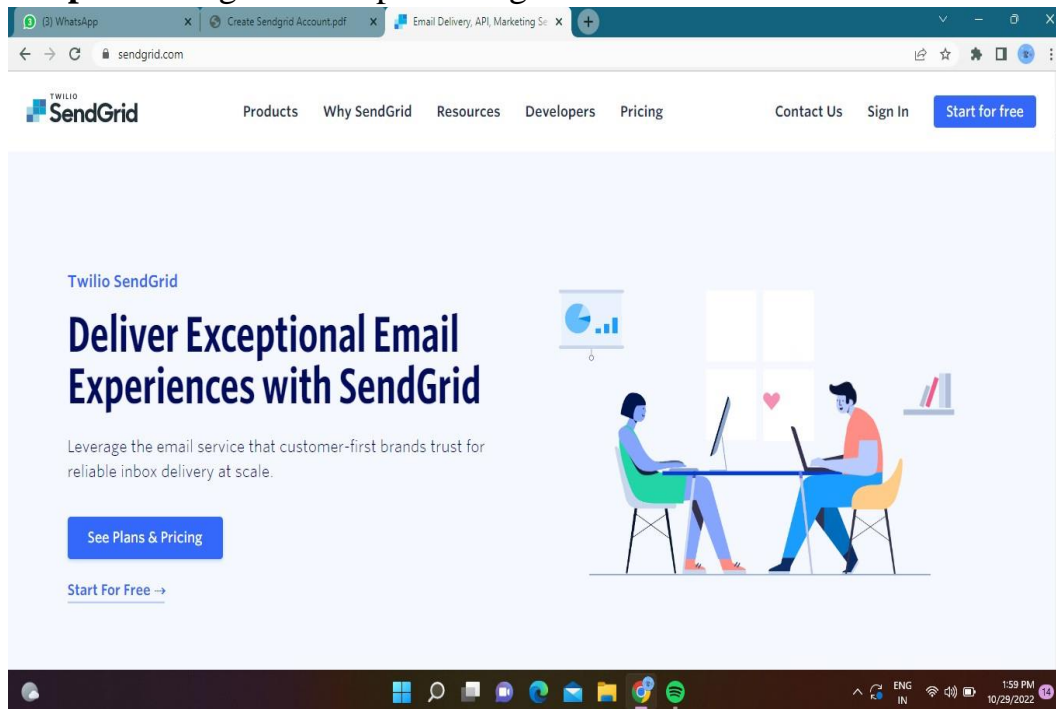 (3) WhatsApp
Create Sendgrid Account.pdf
Email Delivery, API, Marketing Se
sendgrid.com
TWILIO
SendGrid
Products Why SendGrid Resources Developers Pricing Contact Us Sign In Start for free
Twilio SendGrid
Deliver Exceptional Email
Experiences with SendGrid
Leverage the email service that customer-first brands trust for
reliable inbox delivery at scale.
See Plans & Pricing
Start For Free →
ENG
IN
1:59 PM
10/29/2022
14